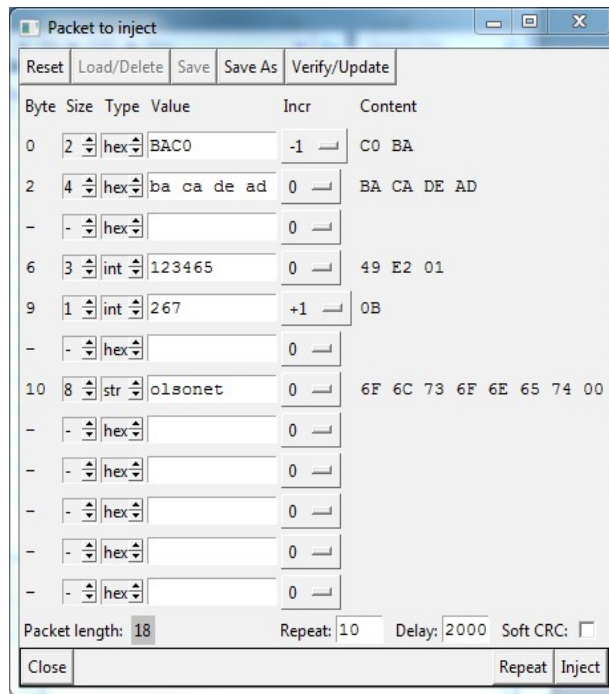 Packet to inject
Reset Load/Delete Save Save As Verify/Update
Byte Size Type Value Incr Content
0 2 hex BAC0 -1 C0 BA
2 4 hex ba ca de ad 0 BA CA DE AD
- - hex 0
6 3 int 123465 0 49 E2 01
9 1 int 267 +1 0B
- - hex 0
10 8 str olsonet 0 6F 6C 73 6F 6E 65 74 00
- - hex 0
- - hex 0
- - hex 0
- - hex 0
- - hex 0
Packet length: 18 Repeat: 10 Delay: 2000 Soft CRC:
Close Repeat Inject